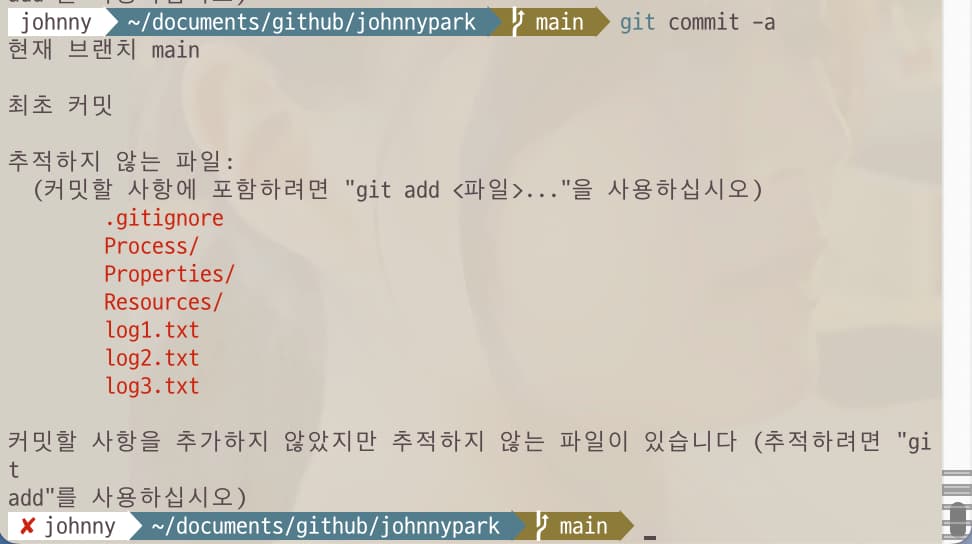 johnny ~/documents/github/johnnypark main git commit -a
현재 브랜치 main
최초 커밋
추적하지 않는 파일:
(커밋할 사항에 포함하려면 "git add <파일>..."을 사용하십시오)
.gitignore
Process/
Properties/
Resources/
log1.txt
log2.txt
log3.txt
커밋할 사항을 추가하지 않았지만 추적하지 않는 파일이 있습니다 (추적하려면 "gi
t
add"를 사용하십시오)
✘ johnny ~/documents/github/johnnypark main